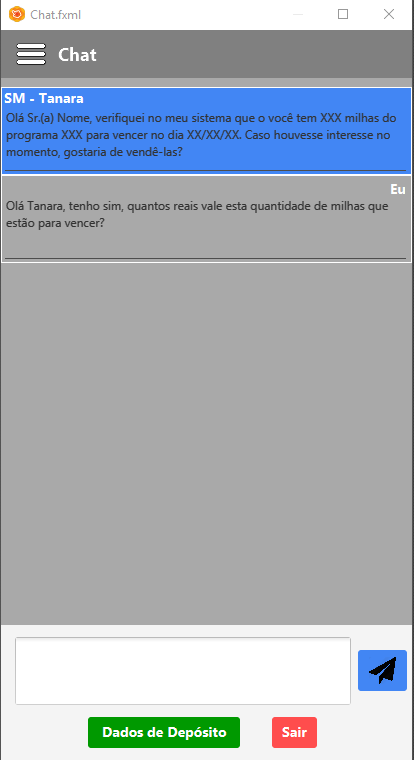 Chat.fxml
Chat
SM - Tanara
Olá Sr.(a) Nome, verifiquei no meu sistema que o você tem XXX milhas do
programa XXX para vencer no dia XX/XX/XX. Caso houvesse interesse no
momento, gostaria de vendê-las?
Eu
Olá Tanara, tenho sim, quantos reais vale esta quantidade de milhas que
estão para vencer?
Dados de Depósito
Sair